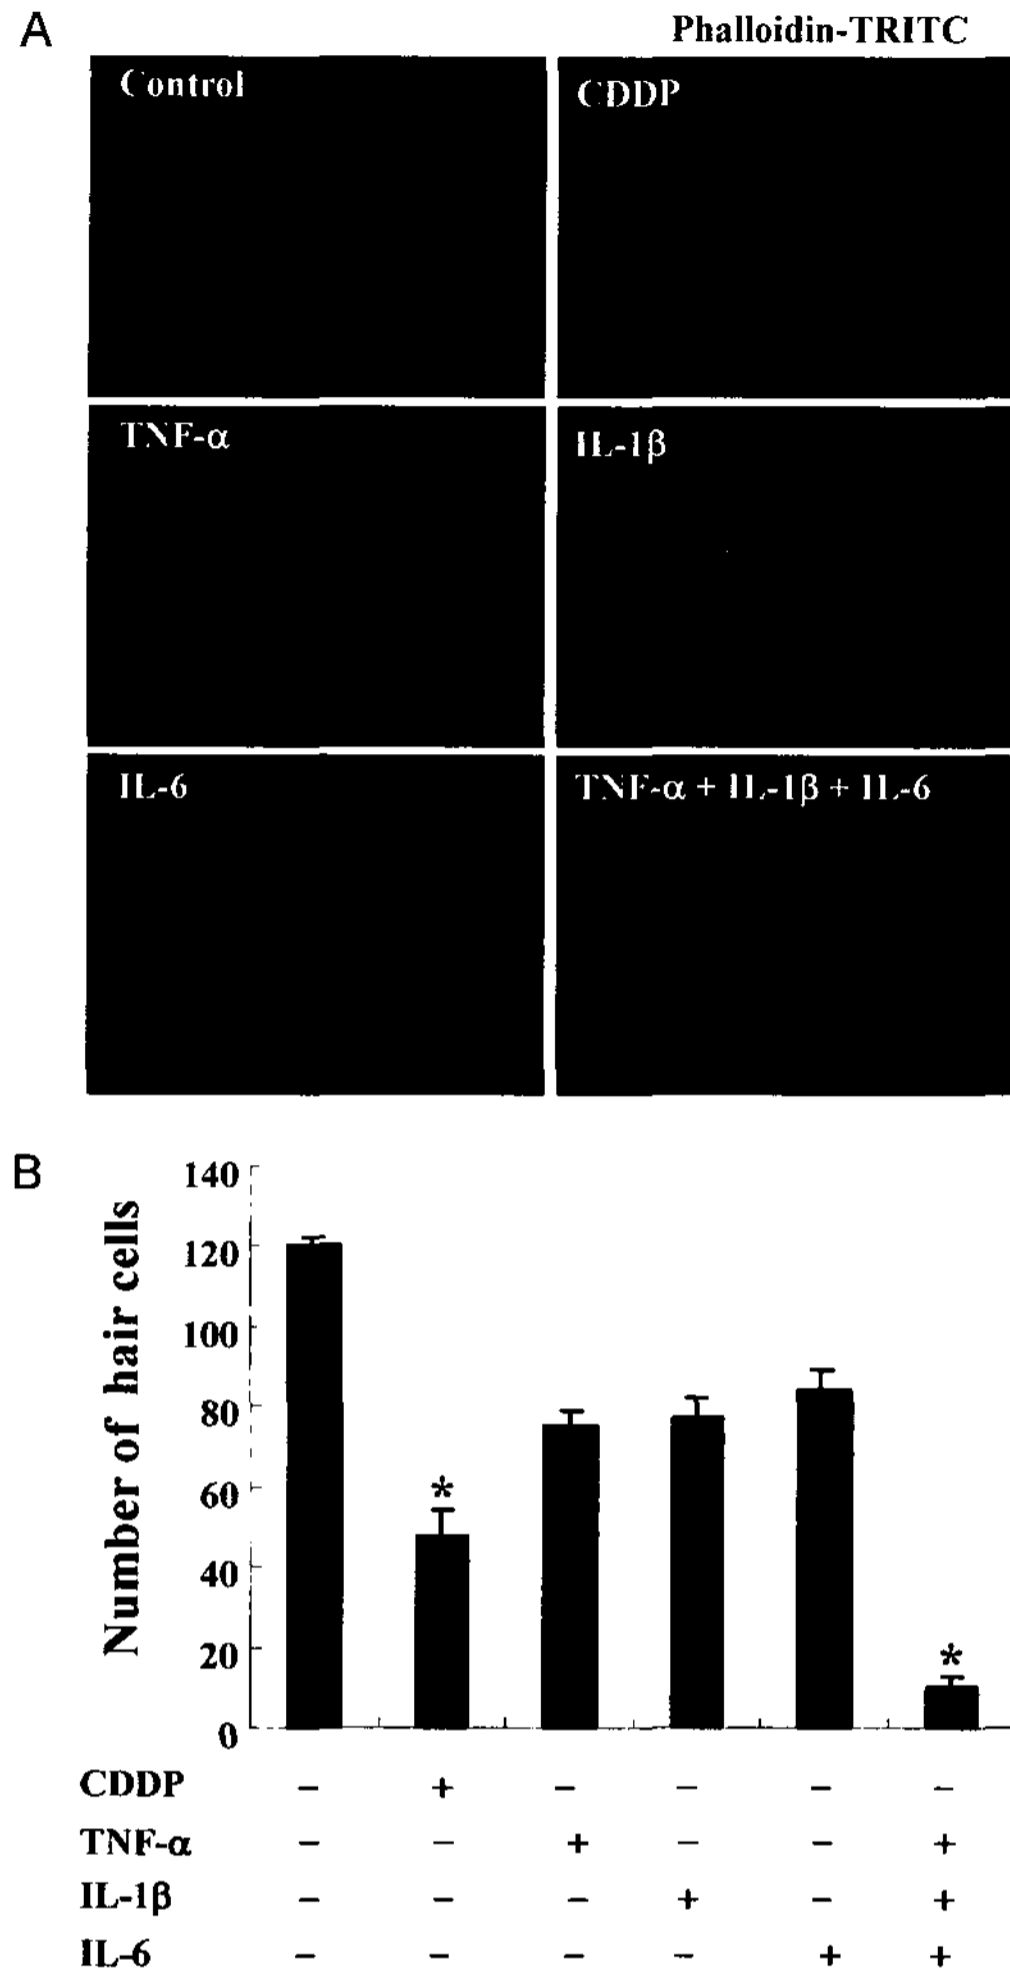 A
Phalloidin-TRITC
Control
CDDP
TNF-α
IL-1β
IL-6
TNF-α + IL-1β + IL-6
B
Number of hair cells
140
120
100
80
60
40
20
0
*
*
CDDP - + - - - -
TNF-α - - + - - +
IL-1β - - - + - +
IL-6 - - - - + +